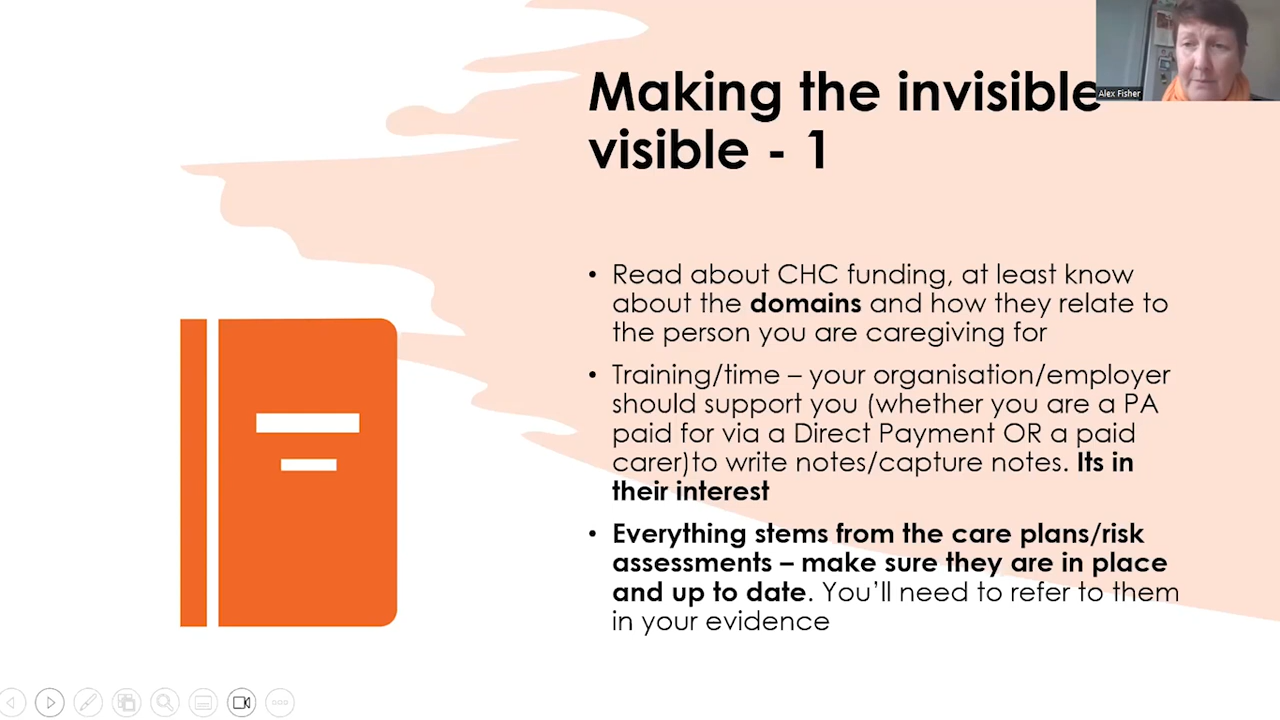 Making the invisible
visible - 1
Alex Fisher
• Read about CHC funding, at least know
about the domains and how they relate to
the person you are caregiving for
• Training/time – your organisation/employer
should support you (whether you are a PA
paid for via a Direct Payment OR a paid
carer)to write notes/capture notes. Its in
their interest
• Everything stems from the care plans/risk
assessments – make sure they are in place
and up to date. You’ll need to refer to them
in your evidence